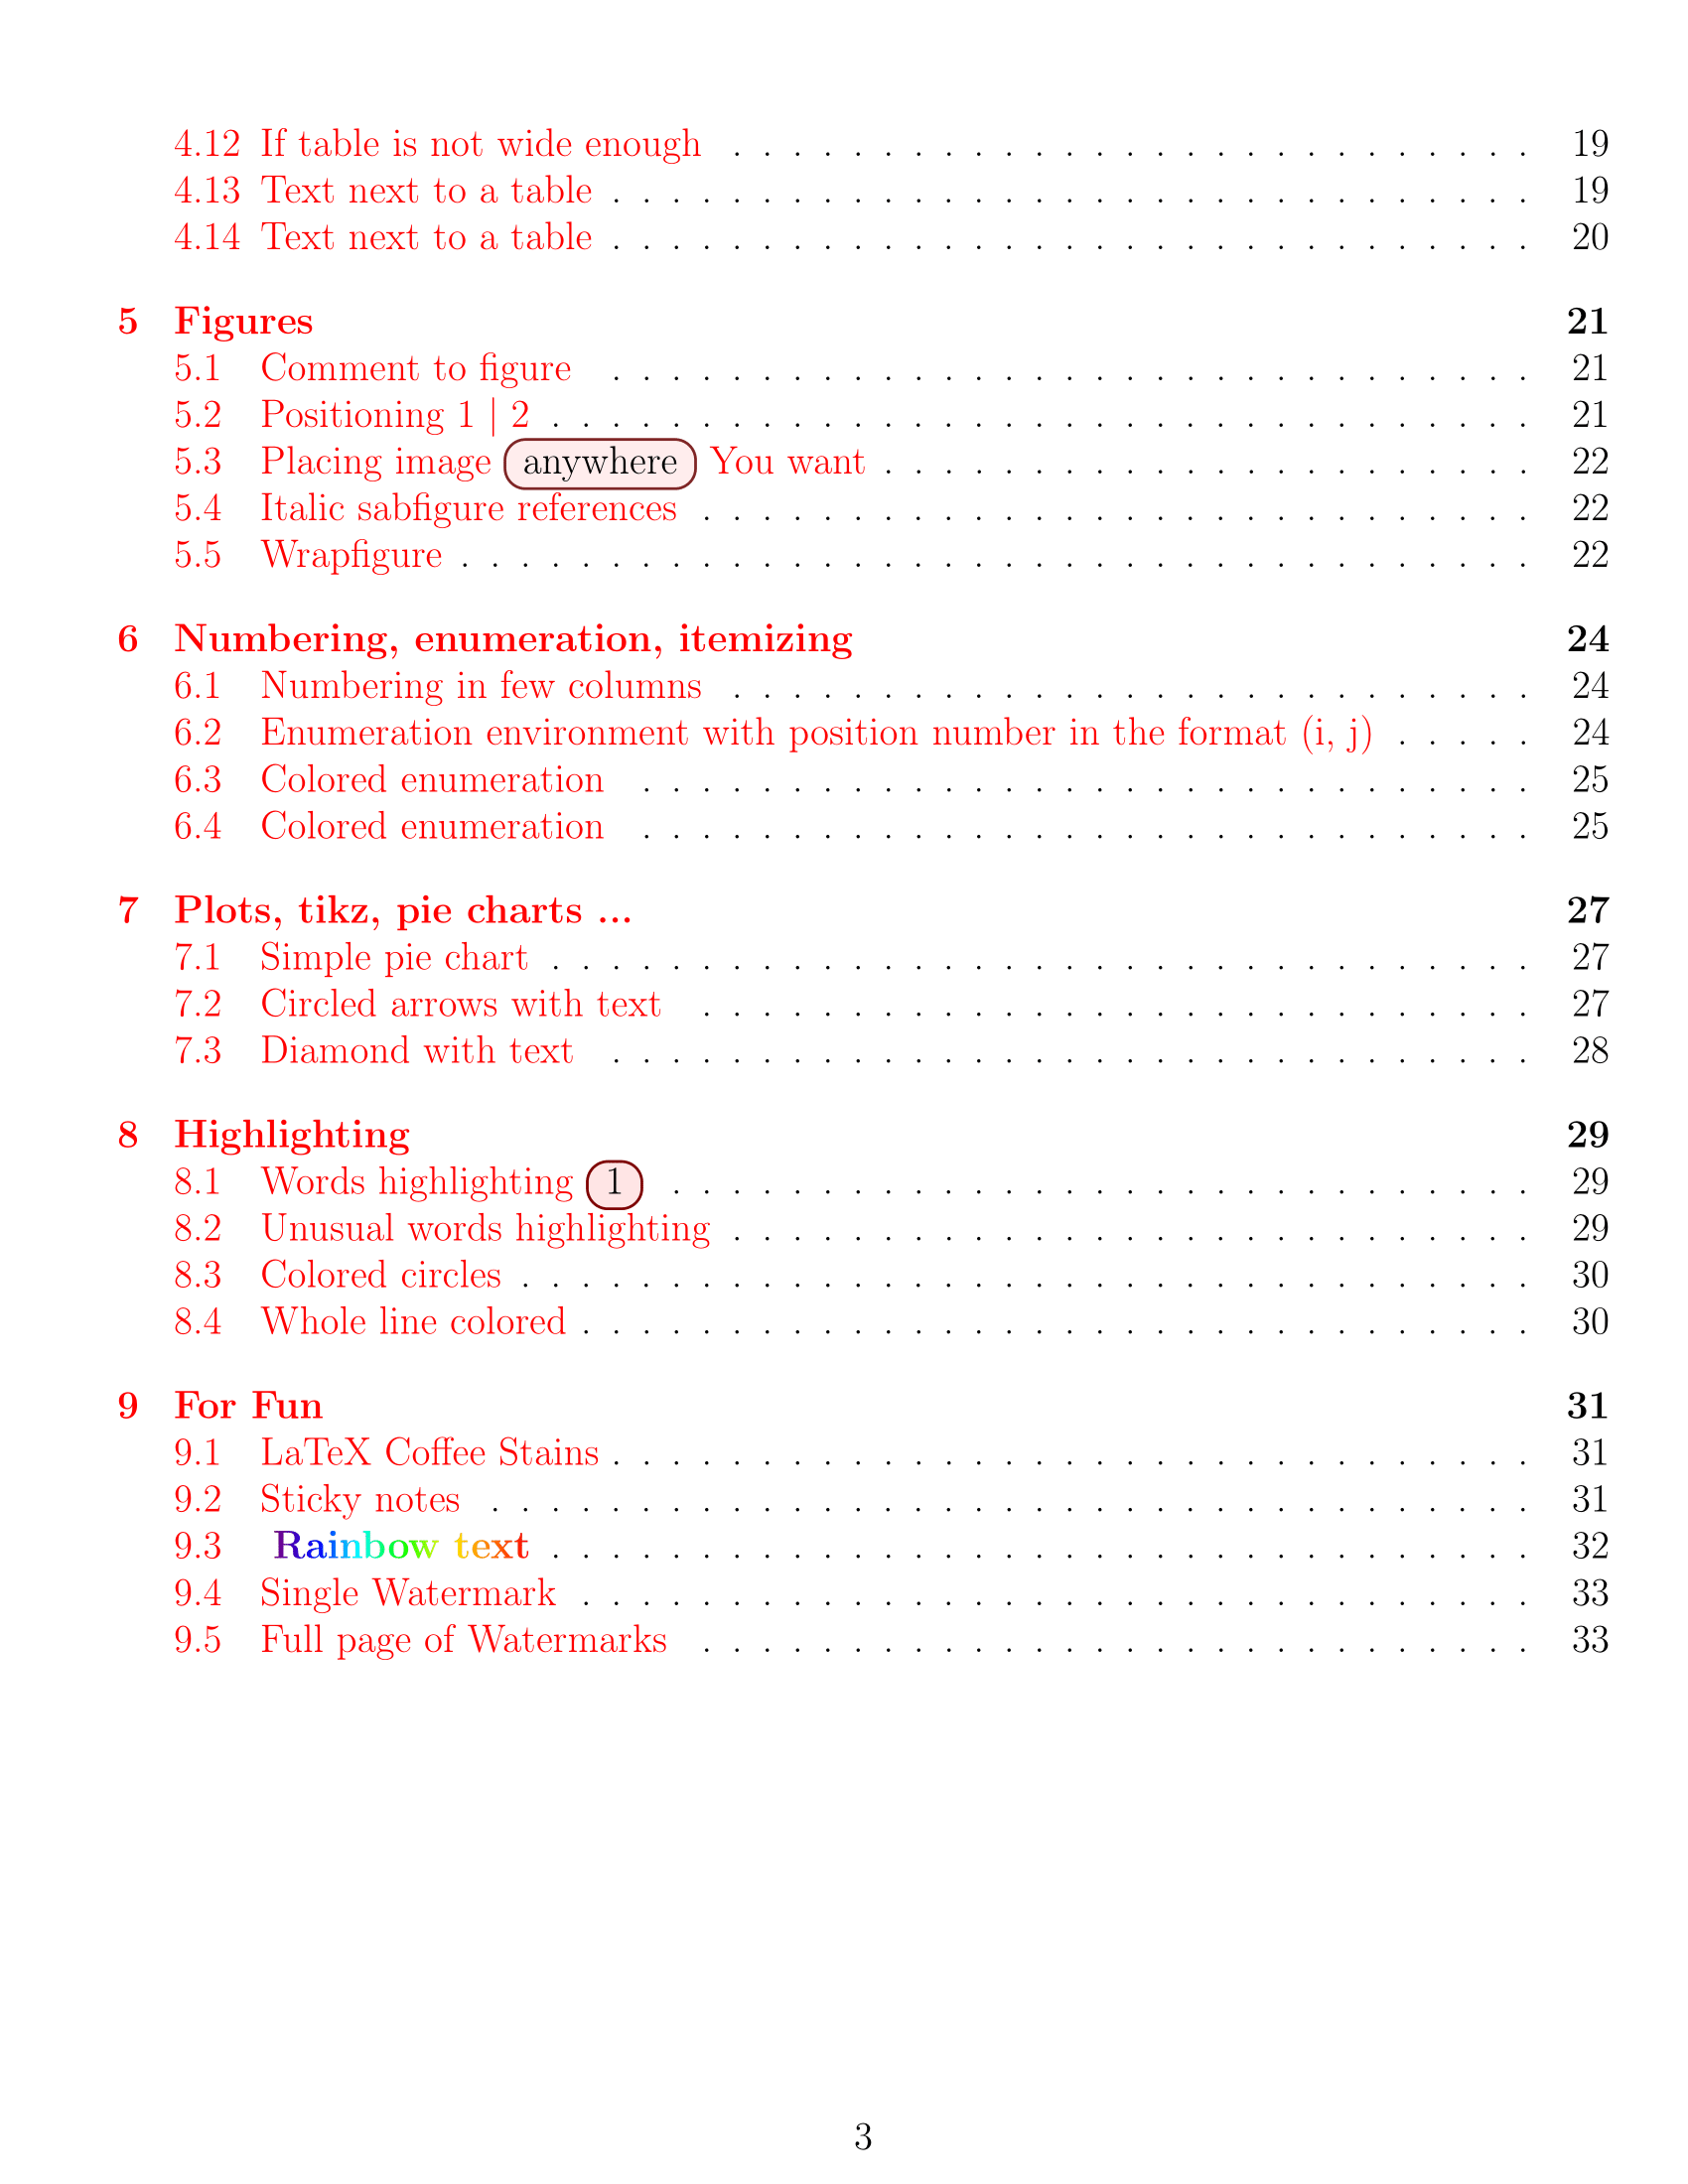 4.12 If table is not wide enough . . . . . . . . . . . . . . . . . . . . . . . . . . . 19
4.13 Text next to a table . . . . . . . . . . . . . . . . . . . . . . . . . . . . . . . 19
4.14 Text next to a table . . . . . . . . . . . . . . . . . . . . . . . . . . . . . . . 20
5 Figures 21
5.1 Comment to figure . . . . . . . . . . . . . . . . . . . . . . . . . . . . . . . 21
5.2 Positioning 1 | 2 . . . . . . . . . . . . . . . . . . . . . . . . . . . . . . . . . 21
5.3 Placing image anywhere You want . . . . . . . . . . . . . . . . . . . . . . 22
5.4 Italic sabfigure references . . . . . . . . . . . . . . . . . . . . . . . . . . . . 22
5.5 Wrapfigure . . . . . . . . . . . . . . . . . . . . . . . . . . . . . . . . . . . . 22
6 Numbering, enumeration, itemizing 24
6.1 Numbering in few columns . . . . . . . . . . . . . . . . . . . . . . . . . . . 24
6.2 Enumeration environment with position number in the format (i, j) . . . . . 24
6.3 Colored enumeration . . . . . . . . . . . . . . . . . . . . . . . . . . . . . . 25
6.4 Colored enumeration . . . . . . . . . . . . . . . . . . . . . . . . . . . . . . 25
7 Plots, tikz, pie charts ... 27
7.1 Simple pie chart . . . . . . . . . . . . . . . . . . . . . . . . . . . . . . . . . 27
7.2 Circled arrows with text . . . . . . . . . . . . . . . . . . . . . . . . . . . . 27
7.3 Diamond with text . . . . . . . . . . . . . . . . . . . . . . . . . . . . . . . 28
8 Highlighting 29
8.1 Words highlighting 1 . . . . . . . . . . . . . . . . . . . . . . . . . . . . . 29
8.2 Unusual words highlighting . . . . . . . . . . . . . . . . . . . . . . . . . . . 29
8.3 Colored circles . . . . . . . . . . . . . . . . . . . . . . . . . . . . . . . . . . 30
8.4 Whole line colored . . . . . . . . . . . . . . . . . . . . . . . . . . . . . . . . 30
9 For Fun 31
9.1 LaTeX Coffee Stains . . . . . . . . . . . . . . . . . . . . . . . . . . . . . . . 31
9.2 Sticky notes . . . . . . . . . . . . . . . . . . . . . . . . . . . . . . . . . . . 31
9.3 Rainbow text . . . . . . . . . . . . . . . . . . . . . . . . . . . . . . . . . 32
9.4 Single Watermark . . . . . . . . . . . . . . . . . . . . . . . . . . . . . . . . 33
9.5 Full page of Watermarks . . . . . . . . . . . . . . . . . . . . . . . . . . . . 33
3